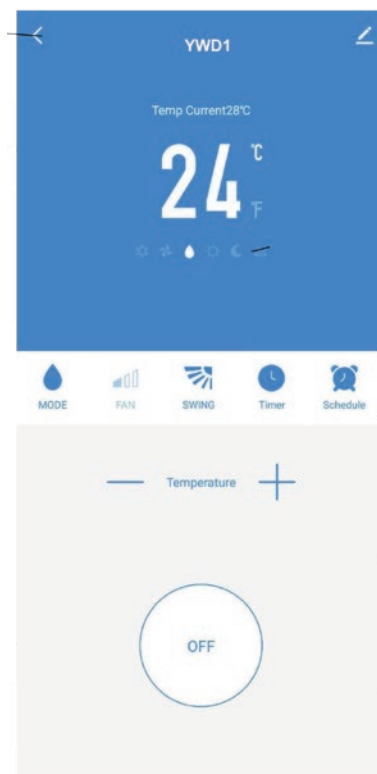 YWD1
Temp Current28℃
24 ℃
℉
MODE FAN SWING Timer Schedule
Temperature
OFF